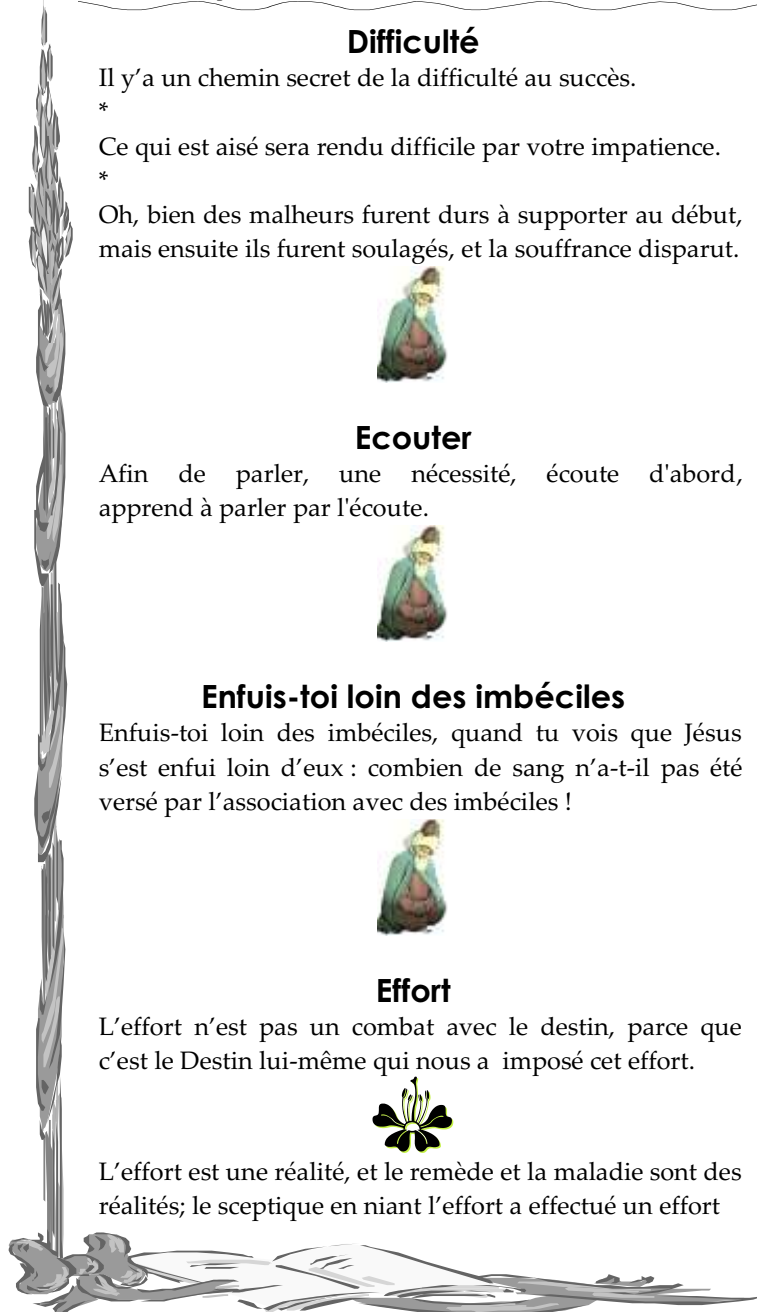 Difficulté
Il y’a un chemin secret de la difficulté au succès.
*
Ce qui est aisé sera rendu difficile par votre impatience.
*
Oh, bien des malheurs furent durs à supporter au début,
mais ensuite ils furent soulagés, et la souffrance disparut.
Ecouter
Afin de parler, une nécessité, écoute d'abord,
apprend à parler par l'écoute.
Enfuis-toi loin des imbéciles
Enfuis-toi loin des imbéciles, quand tu vois que Jésus
s’est enfui loin d’eux : combien de sang n’a-t-il pas été
versé par l’association avec des imbéciles !
Effort
L’effort n’est pas un combat avec le destin, parce que
c’est le Destin lui-même qui nous a imposé cet effort.
L’effort est une réalité, et le remède et la maladie sont des
réalités; le sceptique en niant l’effort a effectué un effort